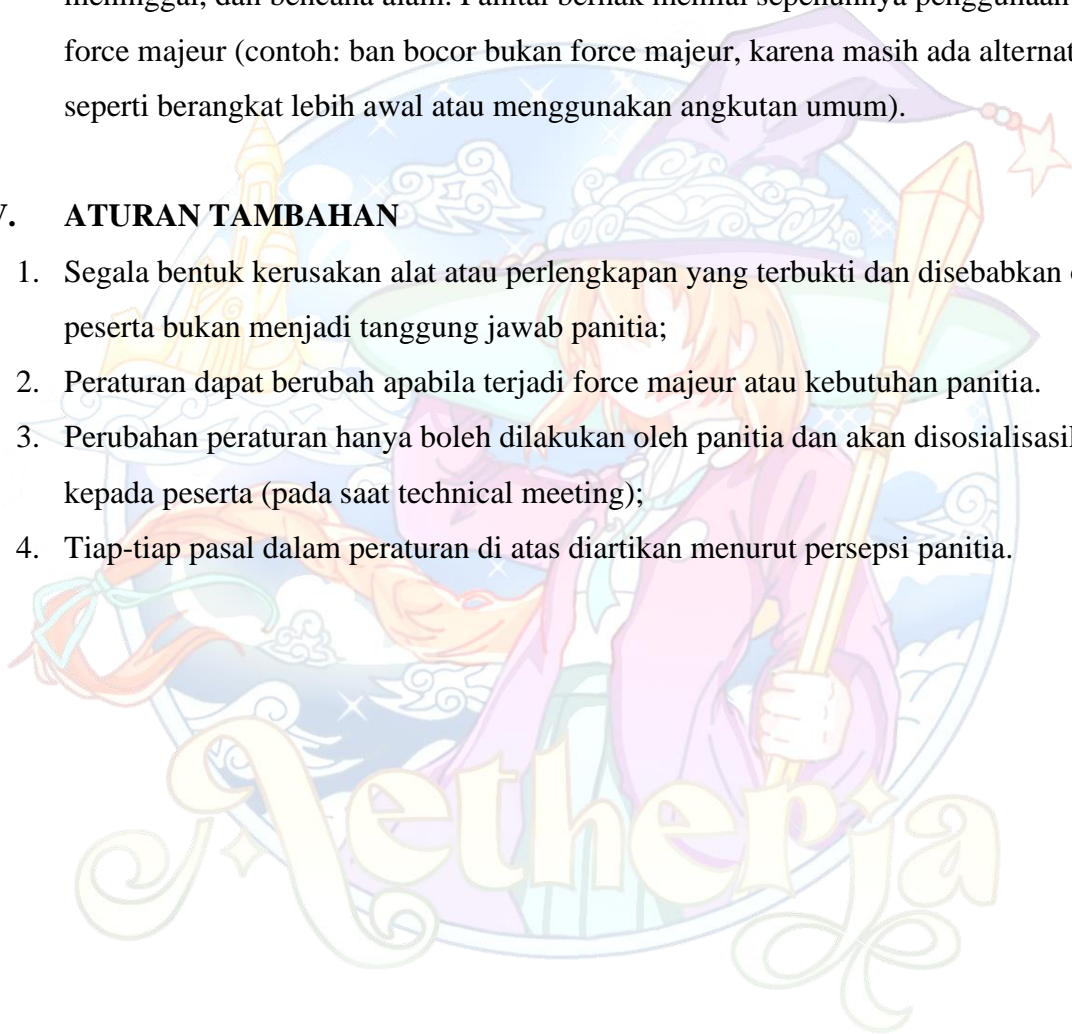 meninggal, dan bencana alam. Panitai berhak menilai sepenuhnya penggunaan
force majeur (contoh: ban bocor bukan force majeur, karena masih ada
seperti berangkat lebih awal atau menggunakan angkutan umum).
ATURAN TAMBAHAN
1. Segala bentuk kerusakan alat atau perlengkapan yang terbukti dan disebabkan
peserta bukan menjadi tanggung jawab panitia;
2. Peraturan dapat berubah apabila terjadi force majeur atau kebutuhan panitia.
3. Perubahan peraturan hanya boleh dilakukan oleh panitia dan akan
kepada peserta (pada saat technical meeting);
4. Tiap-tiap pasal dalam peraturan di atas diartikan menurut persepsi panitia.
Aetheria